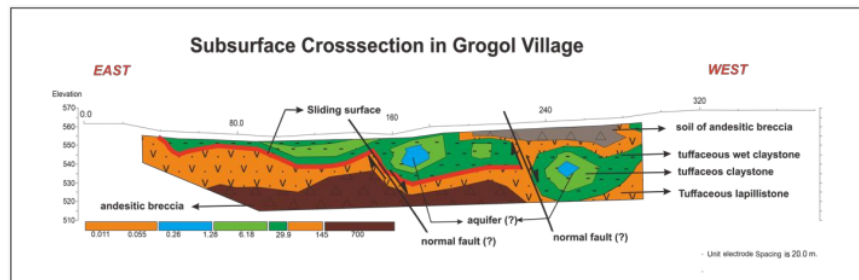 Subsurface Crosssection in Grogol Village
EAST
WEST
Elevation
570
560
550
540
530
520
510
0.0
80.0
160
240
320
Sliding surface
soil of andesitic breccia
tuffaceous wet claystone
tuffaceos claystone
Tuffaceous lapillistone
andesitic breccia
aquifer (?)
normal fault (?)
normal fault (?)
0.011 0.055 0.26 1.28 6.18 29.9 145 700
- Unit electrode Spacing is 20.0 m.